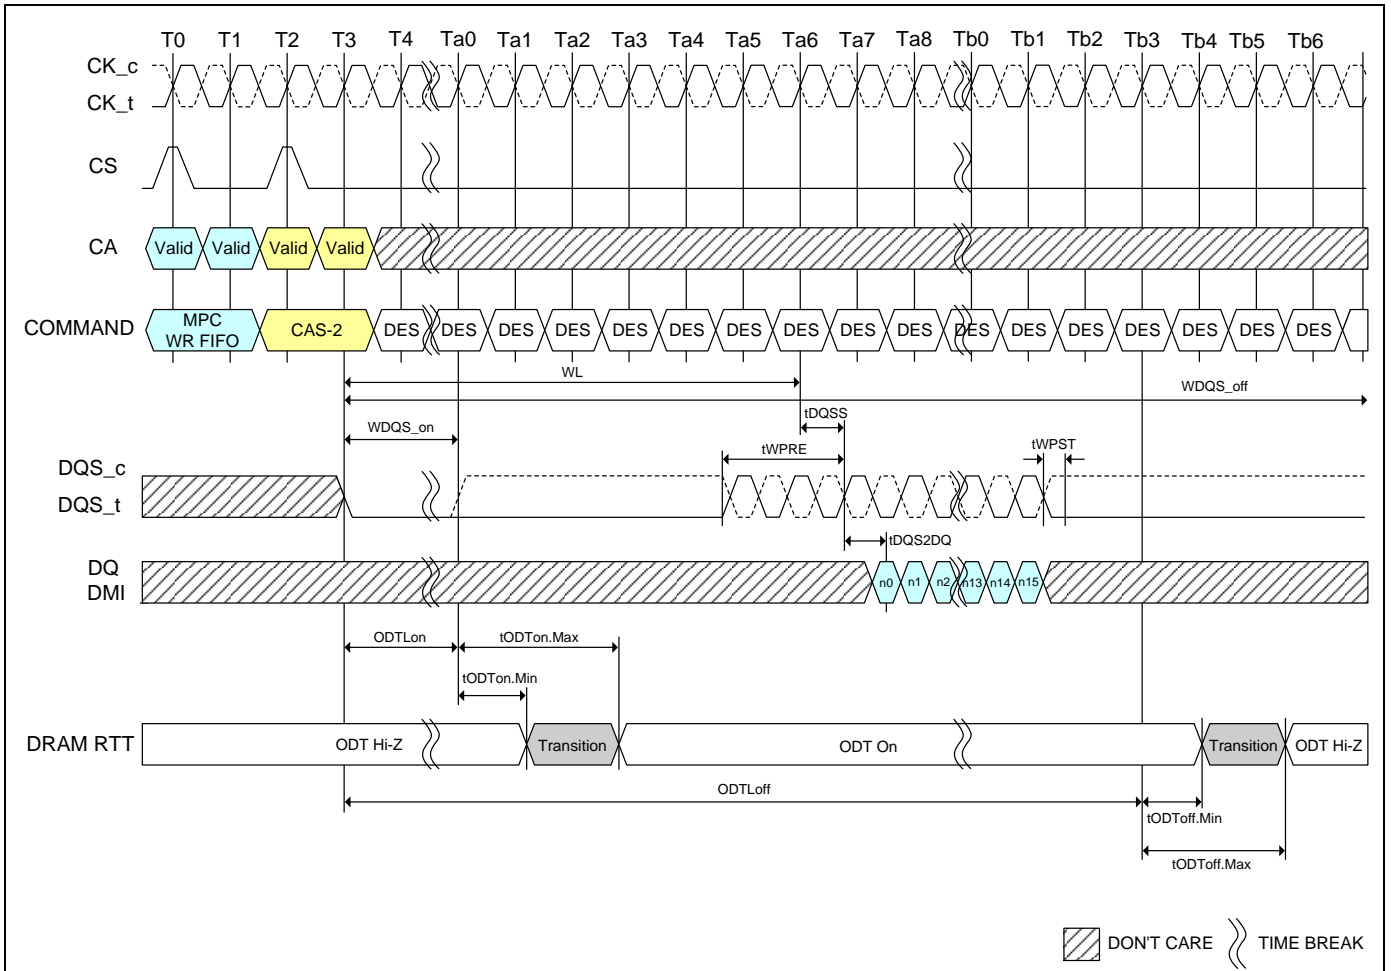 T0 T1 T2 T3 T4 Ta0 Ta1 Ta2 Ta3 Ta4 Ta5 Ta6 Ta7 Ta8 Tb0 Tb1 Tb2 Tb3 Tb4 Tb5 Tb6
CK_c
CK_t
CS
CA Valid Valid Valid Valid
COMMAND MPC WR FIFO CAS-2 DES DES DES DES DES DES DES DES DES DES DES DES DES DES DES DES DES
WL
WDQS_off
tDQSS
WDQS_on
tWPRE
tWPST
DQS_c
DQS_t
tDQS2DQ
DQ
DMI
n0 n1 n2 n13 n14 n15
ODTLon
tODTon.Max
tODTon.Min
DRAM RTT ODT Hi-Z Transition ODT On Transition ODT Hi-Z
ODTLoff
tODToff.Min
tODToff.Max
DON'T CARE TIME BREAK